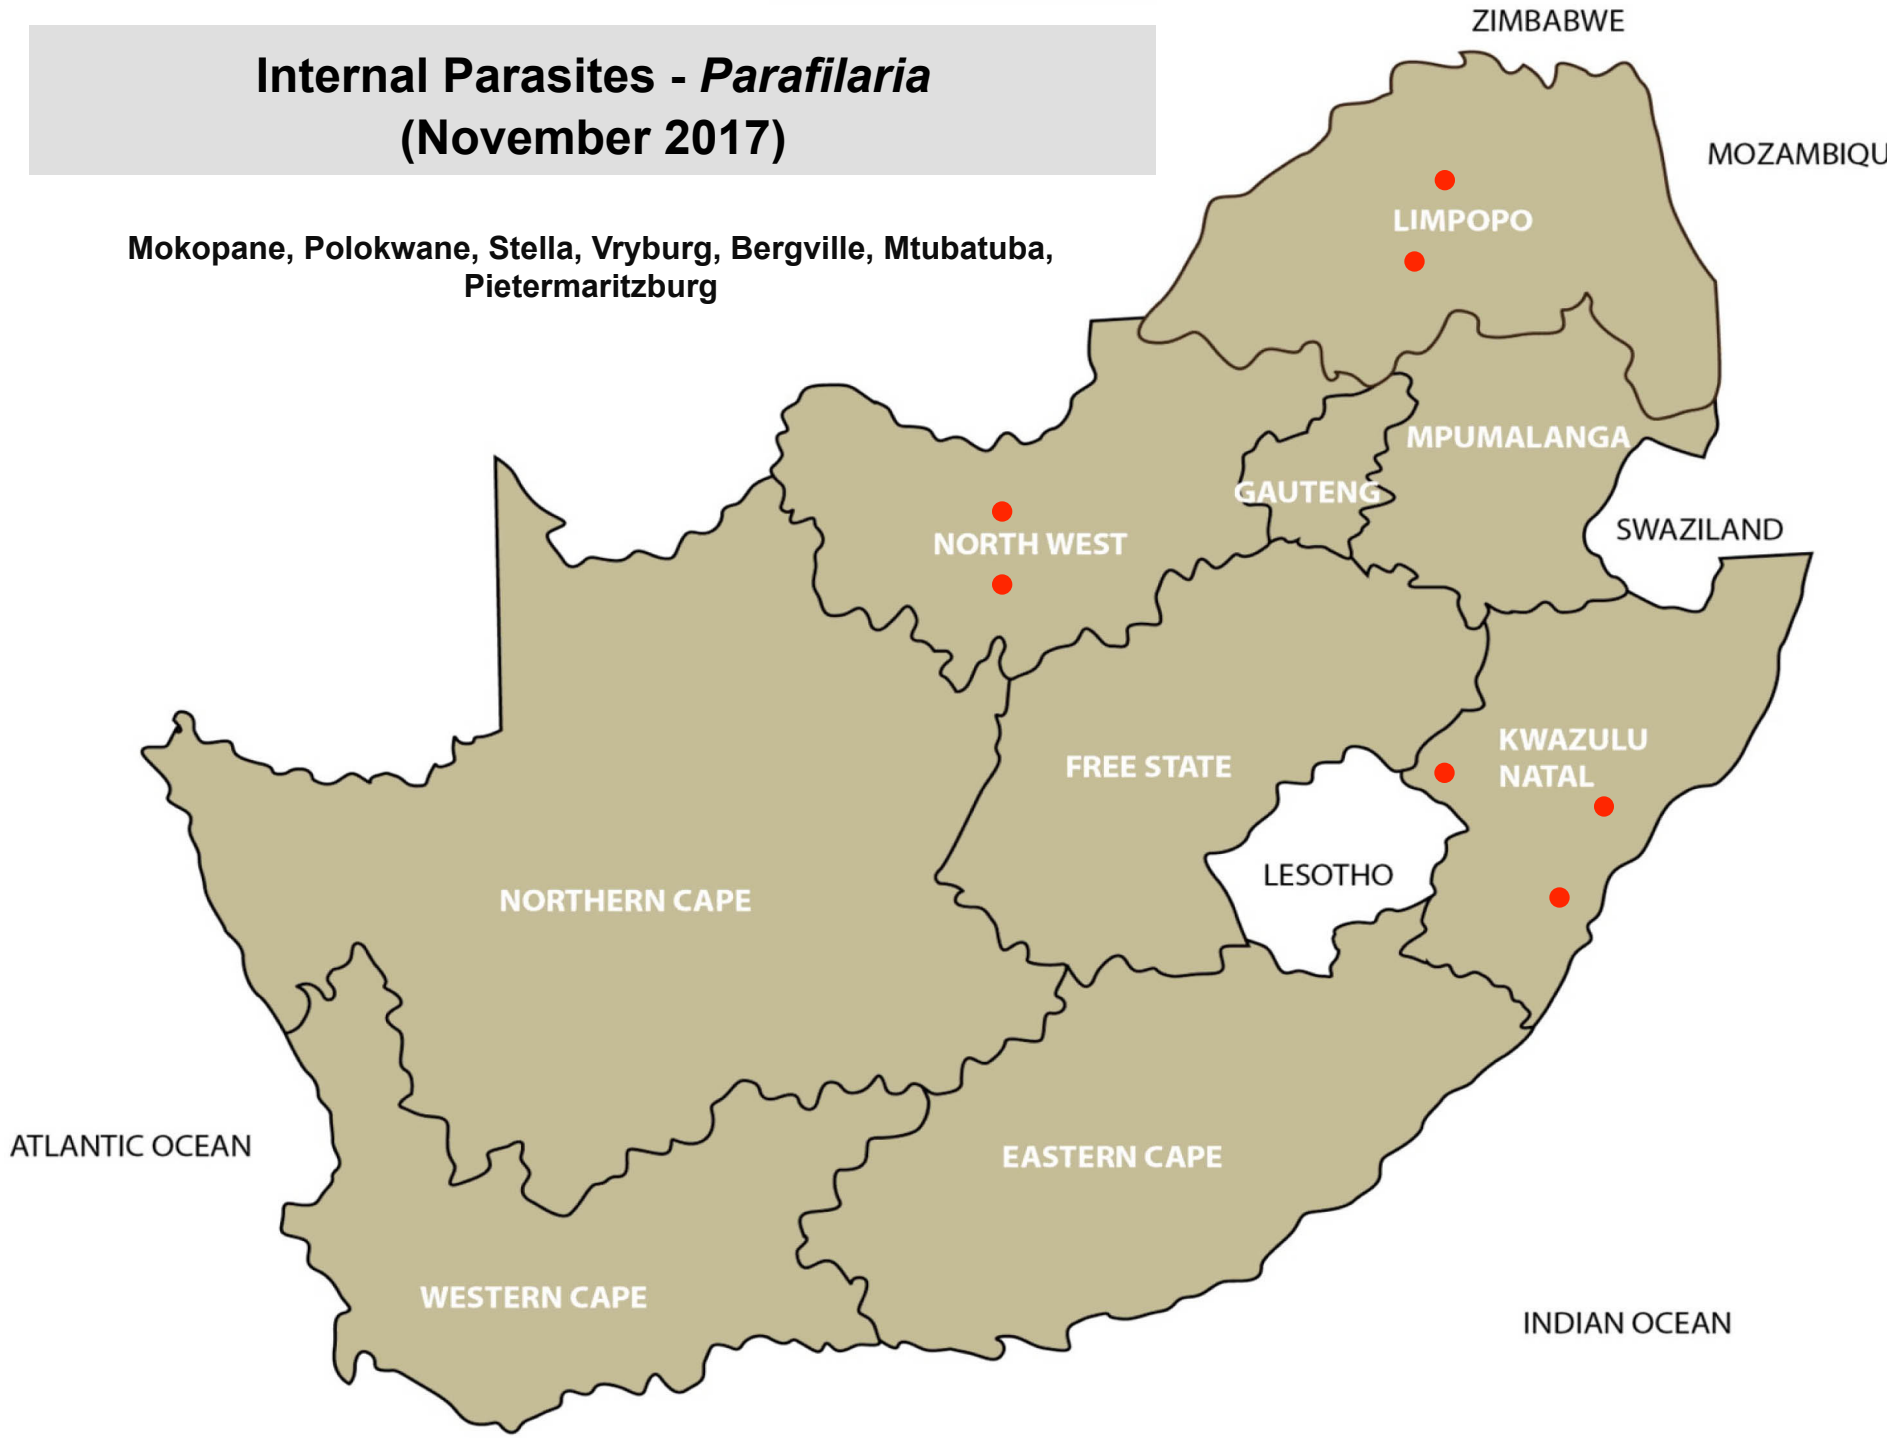 Internal Parasites - Parafilaria
(November 2017)
Mokopane, Polokwane, Stella, Vryburg, Bergville, Mtubatuba,
Pietermaritzburg
ZIMBABWE
MOZAMBIQU
LIMPOPO
MPUMALANGA
GAUTENG
NORTH WEST
SWAZILAND
KWAZULU
NATAL
FREE STATE
LESOTHO
NORTHERN CAPE
ATLANTIC OCEAN
EASTERN CAPE
WESTERN CAPE
INDIAN OCEAN